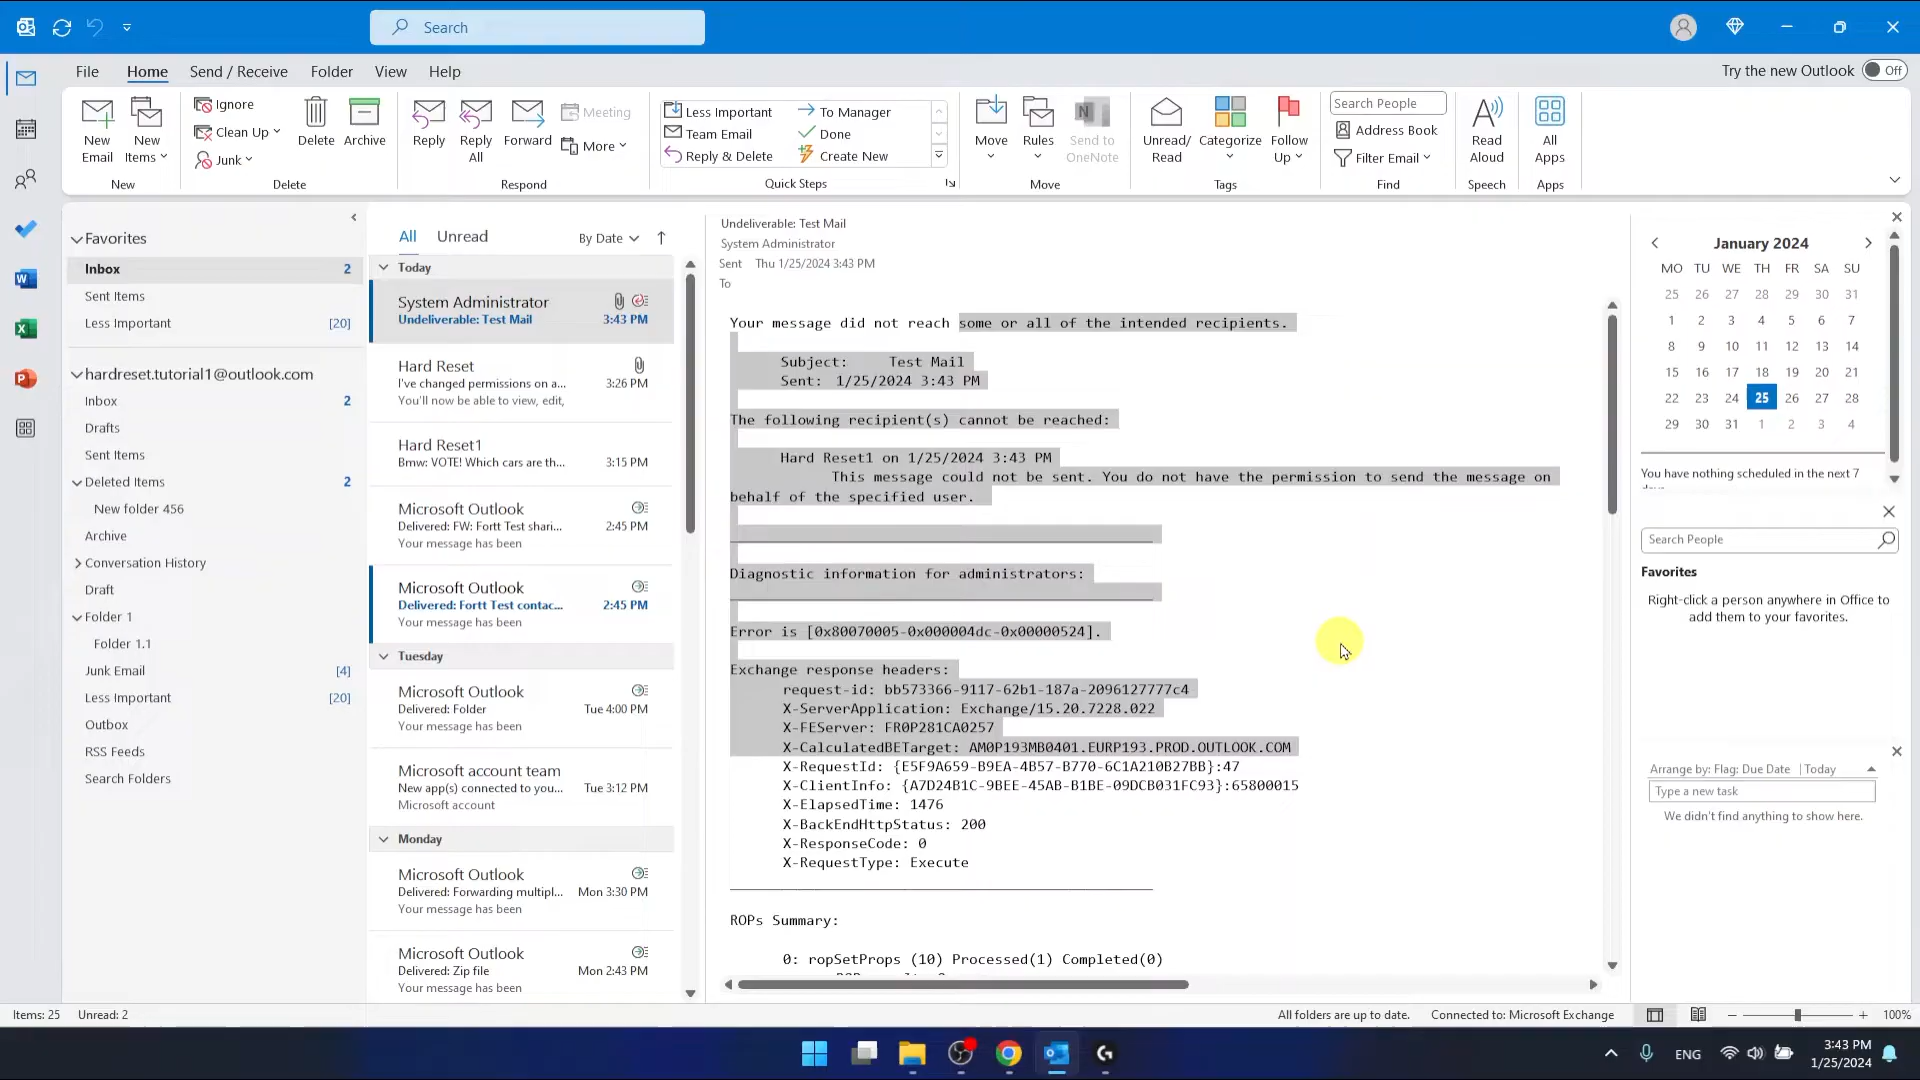 Search
File Home Send / Receive Folder View Help
Try the new Outlook Off
New Email
New Items
New
Ignore
Clean Up
Junk
Delete
Archive
Delete
Reply
Reply All
Forward
Meeting
More
Respond
Less Important
Team Email
Reply & Delete
To Manager
Done
Create New
Quick Steps
Move
Rules
Send to OneNote
Move
Unread/ Read
Categorize
Follow Up
Tags
Search People
Address Book
Filter Email
Find
Read Aloud
Speech
All Apps
Apps
Favorites
Inbox 2
Sent Items
Less Important [20]
hardreset.tutorial1@outlook.com
Inbox 2
Drafts
Sent Items
Deleted Items 2
New folder 456
Archive
Conversation History
Draft
Folder 1
Folder 1.1
Junk Email [4]
Less Important [20]
Outbox
RSS Feeds
Search Folders
All Unread By Date
Today
System Administrator
Undeliverable: Test Mail 3:43 PM
Hard Reset
I've changed permissions on a... 3:26 PM
You'll now be able to view, edit,
Hard Reset1
Bmw: VOTE! Which cars are th... 3:15 PM
Microsoft Outlook
Delivered: FW: Fortt Test shari... 2:45 PM
Your message has been
Microsoft Outlook
Delivered: Fortt Test contac... 2:45 PM
Your message has been
Tuesday
Microsoft Outlook
Delivered: Folder Tue 4:00 PM
Your message has been
Microsoft account team
New app(s) connected to you... Tue 3:12 PM
Microsoft account
Monday
Microsoft Outlook
Delivered: Forwarding multipl... Mon 3:30 PM
Your message has been
Microsoft Outlook
Delivered: Zip file Mon 2:43 PM
Your message has been
Undeliverable: Test Mail
System Administrator
Sent Thu 1/25/2024 3:43 PM
To
Your message did not reach some or all of the intended recipients.
Subject: Test Mail
Sent: 1/25/2024 3:43 PM
The following recipient(s) cannot be reached:
Hard Reset1 on 1/25/2024 3:43 PM
This message could not be sent. You do not have the permission to send the message on
behalf of the specified user.
Diagnostic information for administrators:
Error is [0x80070005-0x000004dc-0x00000524].
Exchange response headers:
request-id: bb573366-9117-62b1-187a-2096127777c4
X-ServerApplication: Exchange/15.20.7228.022
X-FEServer: FR0P281CA0257
X-CalculatedBETarget: AM0P193MB0401.EURP193.PROD.OUTLOOK.COM
X-RequestId: {E5F9A659-B9EA-4B57-B770-6C1A210B27BB}:47
X-ClientInfo: {A7D24B1C-9BEE-45AB-B1BE-09DCB031FC93}:65800015
X-ElapsedTime: 1476
X-BackEndHttpStatus: 200
X-ResponseCode: 0
X-RequestType: Execute
ROPs Summary:
0: ropSetProps (10) Processed(1) Completed(0)
January 2024
MO TU WE TH FR SA SU
25 26 27 28 29 30 31
1 2 3 4 5 6 7
8 9 10 11 12 13 14
15 16 17 18 19 20 21
22 23 24 25 26 27 28
29 30 31 1 2 3 4
You have nothing scheduled in the next 7
Search People
Favorites
Right-click a person anywhere in Office to
add them to your favorites.
Arrange by: Flag: Due Date Today
Type a new task
We didn't find anything to show here.
Items: 25 Unread: 2
All folders are up to date. Connected to: Microsoft Exchange
100%
ENG
3:43 PM
1/25/2024